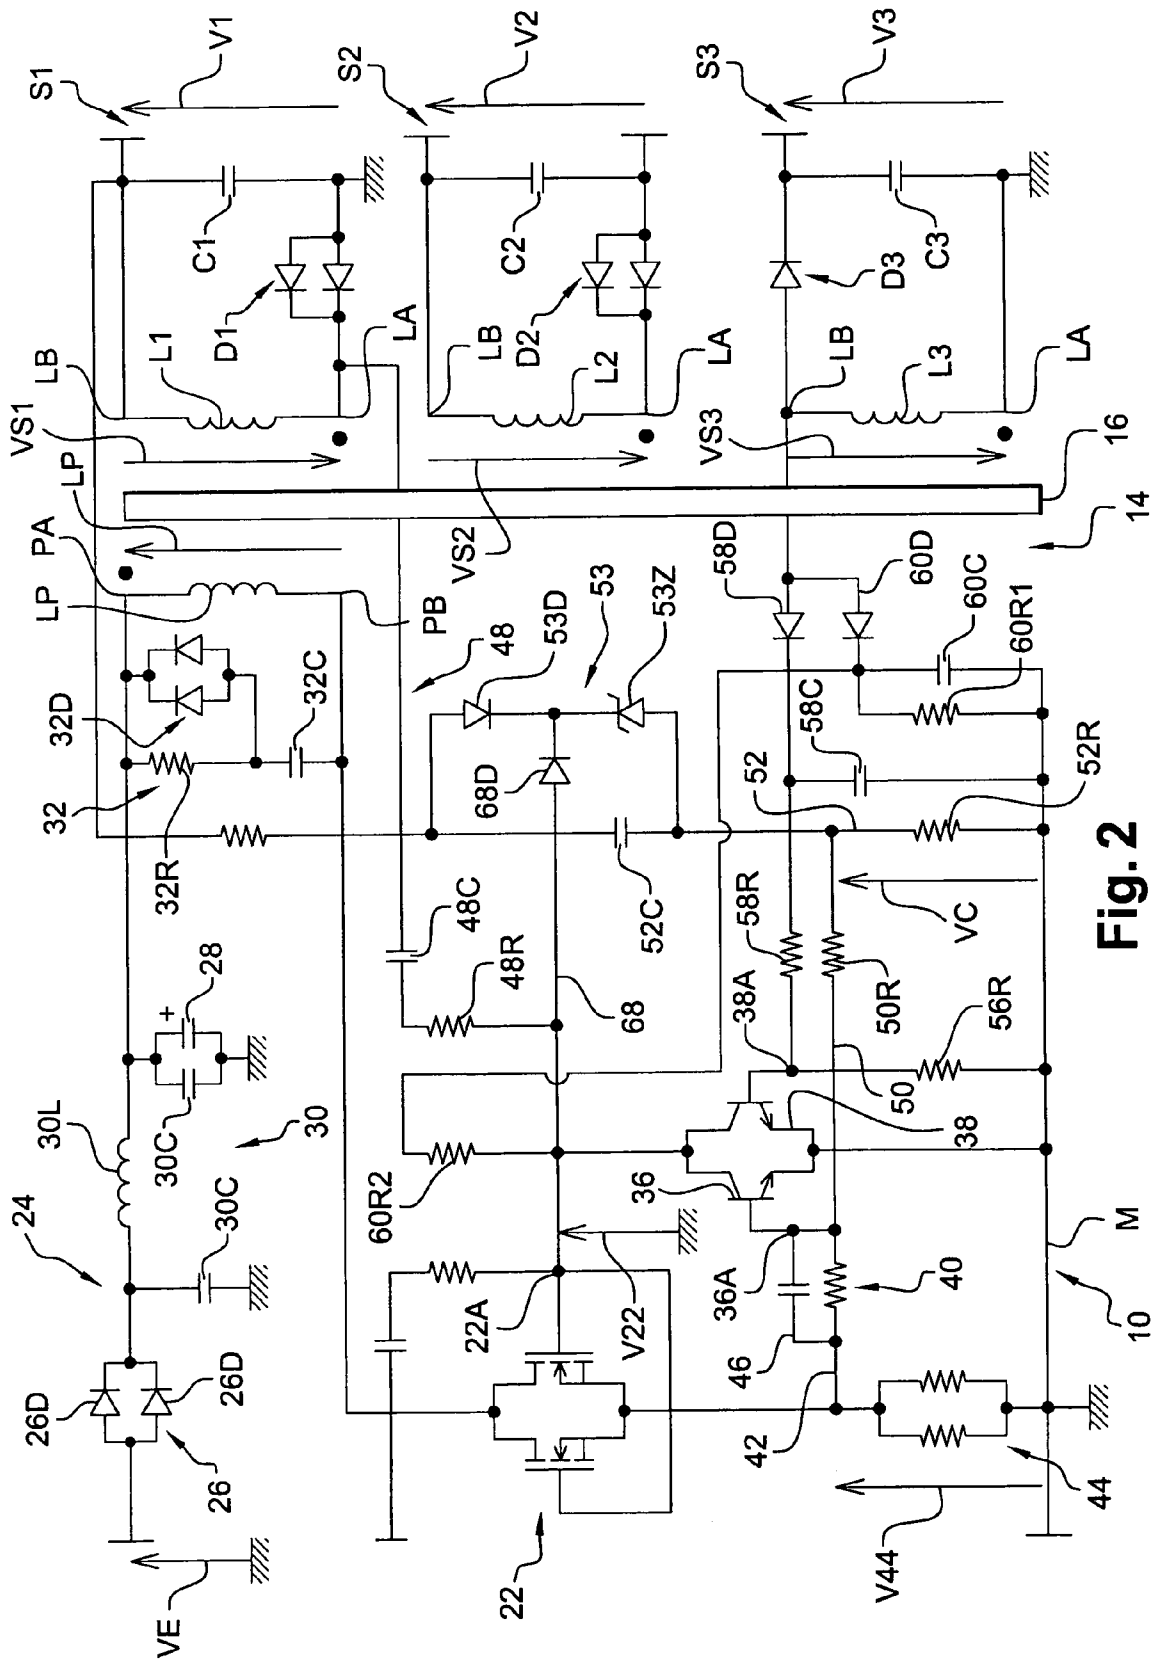 VE
26D
26D
26
24
30C
30L
30C
28
+
30
32R
32
32D
32C
LP
PA
LP
VS1
LB
L1
D1
C1
S1
V1
LA
PB
48
48C
48R
VS2
LB
L2
D2
C2
S2
V2
LA
22
22A
V22
60R2
68
68D
52C
53D
53
53Z
VS3
LB
L3
D3
C3
S3
V3
LA
V44
44
42
46
36A
40
36
38
38A
50
58R
50R
56R
VC
52
52R
58C
58D
60D
60C
60R1
14
16
10
M
Fig. 2